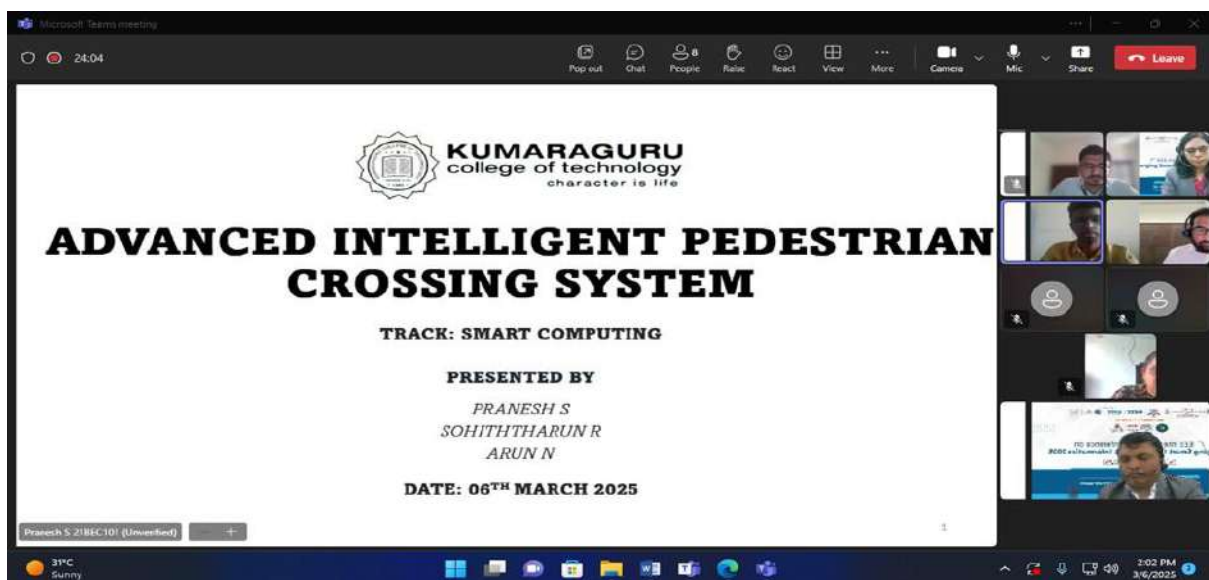 Microsoft Teams meeting
24:04
Pop out
Chat
8
People
Raise
React
View
More
Camera
Mic
Share
Leave
KUMARAGURU
college of technology
character is life
ADVANCED INTELLIGENT PEDESTRIAN
CROSSING SYSTEM
TRACK: SMART COMPUTING
PRESENTED BY
PRANESH S
SOHITHTHARUN R
ARUN N
DATE: 06TH MARCH 2025
1
Pranesh S 21BEC101 (Unverified)
31°C
Sunny
2:02 PM
3/6/2025